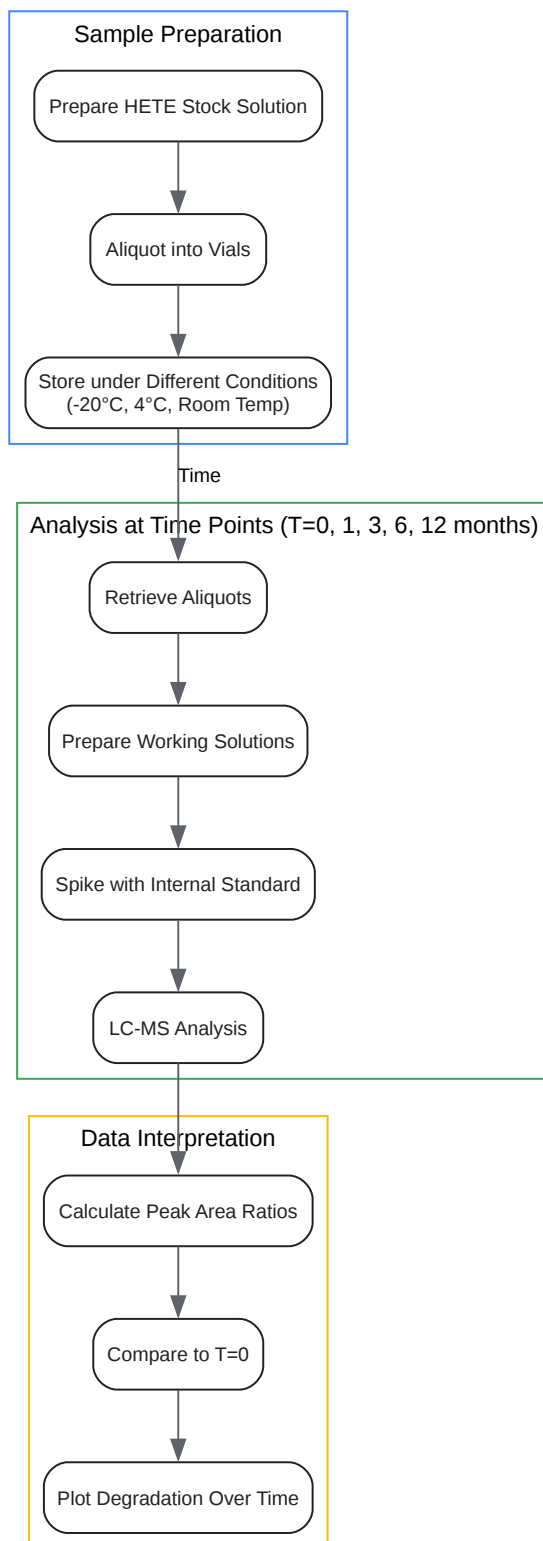 Sample Preparation
Prepare HETE Stock Solution
Aliquot into Vials
Store under Different Conditions
(-20°C, 4°C, Room Temp)
Time
Analysis at Time Points (T=0, 1, 3, 6, 12 months)
Retrieve Aliquots
Prepare Working Solutions
Spike with Internal Standard
LC-MS Analysis
Data Interpretation
Calculate Peak Area Ratios
Compare to T=0
Plot Degradation Over Time